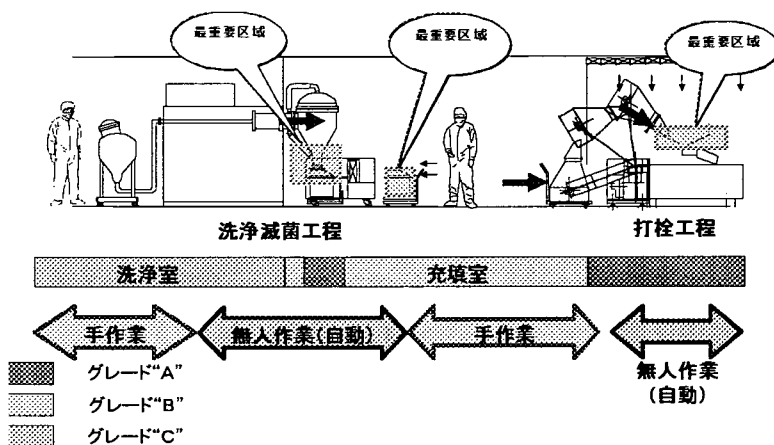 最重要区域
最重要区域
最重要区域
洗浄滅菌工程
打栓工程
洗浄室
充填室
手作業
無人作業(自動)
手作業
無人作業
(自動)
グレード“A”
グレード“B”
グレード“C”